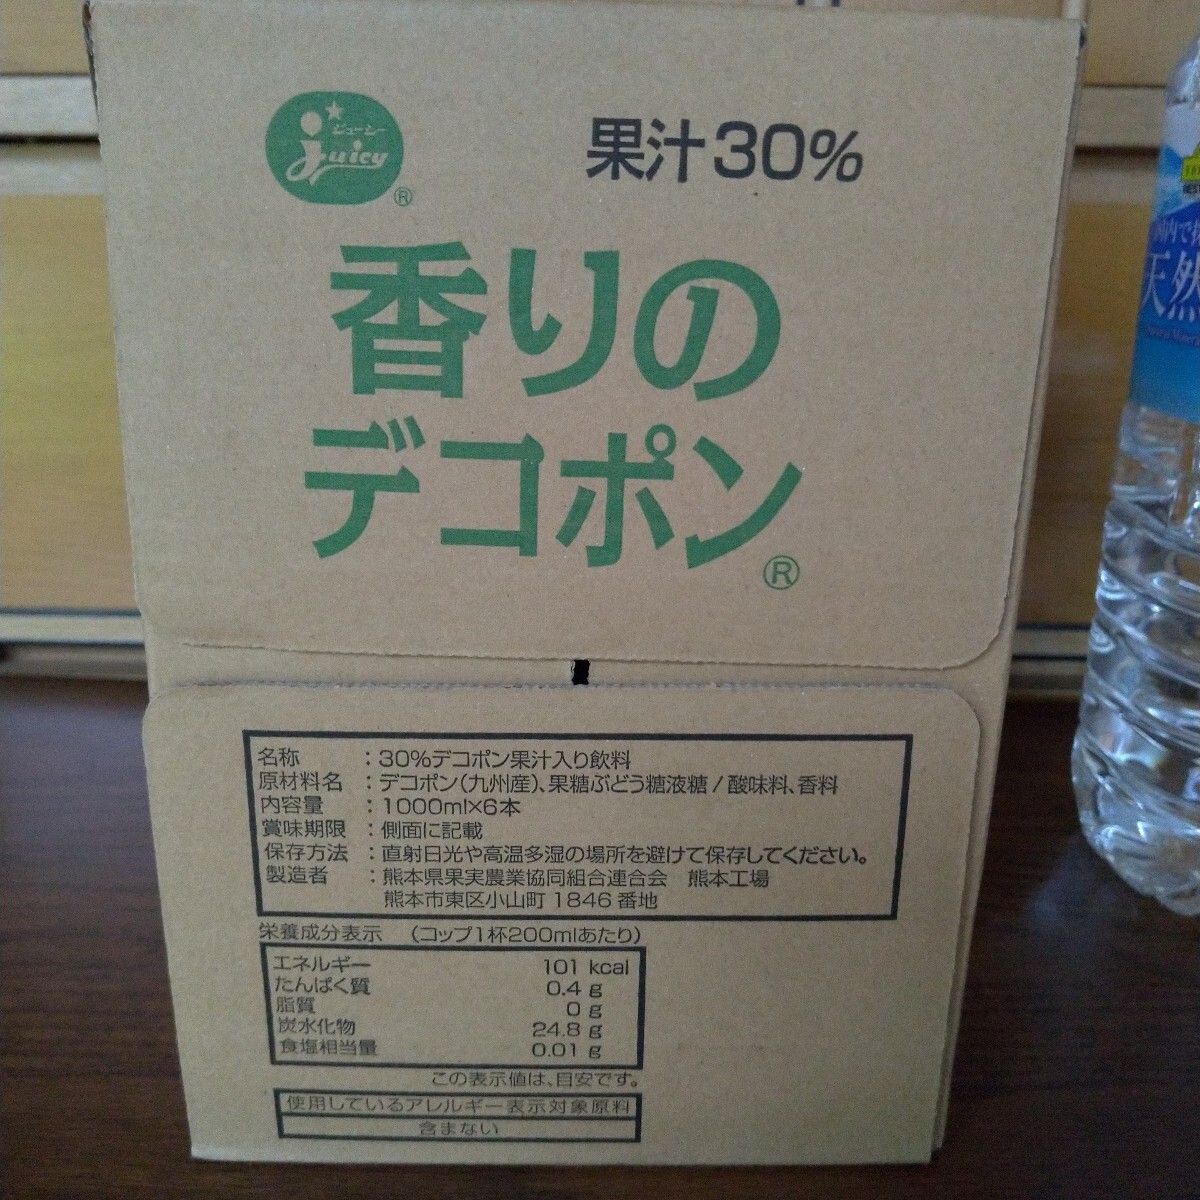 ジューシー
juicy
®
果汁30%
香りの
デコポン®
名称 : 30%デコポン果汁入り飲料
原材料名 : デコポン(九州産)、果糖ぶどう糖液糖/酸味料、香料
内容量 : 1000ml×6本
賞味期限 : 側面に記載
保存方法 : 直射日光や高温多湿の場所を避けて保存してください。
製造者 : 熊本県果実農業協同組合連合会 熊本工場
熊本市東区小山町1846番地
栄養成分表示 (コップ1杯200mlあたり)
エネルギー 101 kcal
たんぱく質 0.4 g
脂質 0 g
炭水化物 24.8 g
食塩相当量 0.01 g
この表示値は、目安です。
使用しているアレルギー表示対象原料
含まない
天然